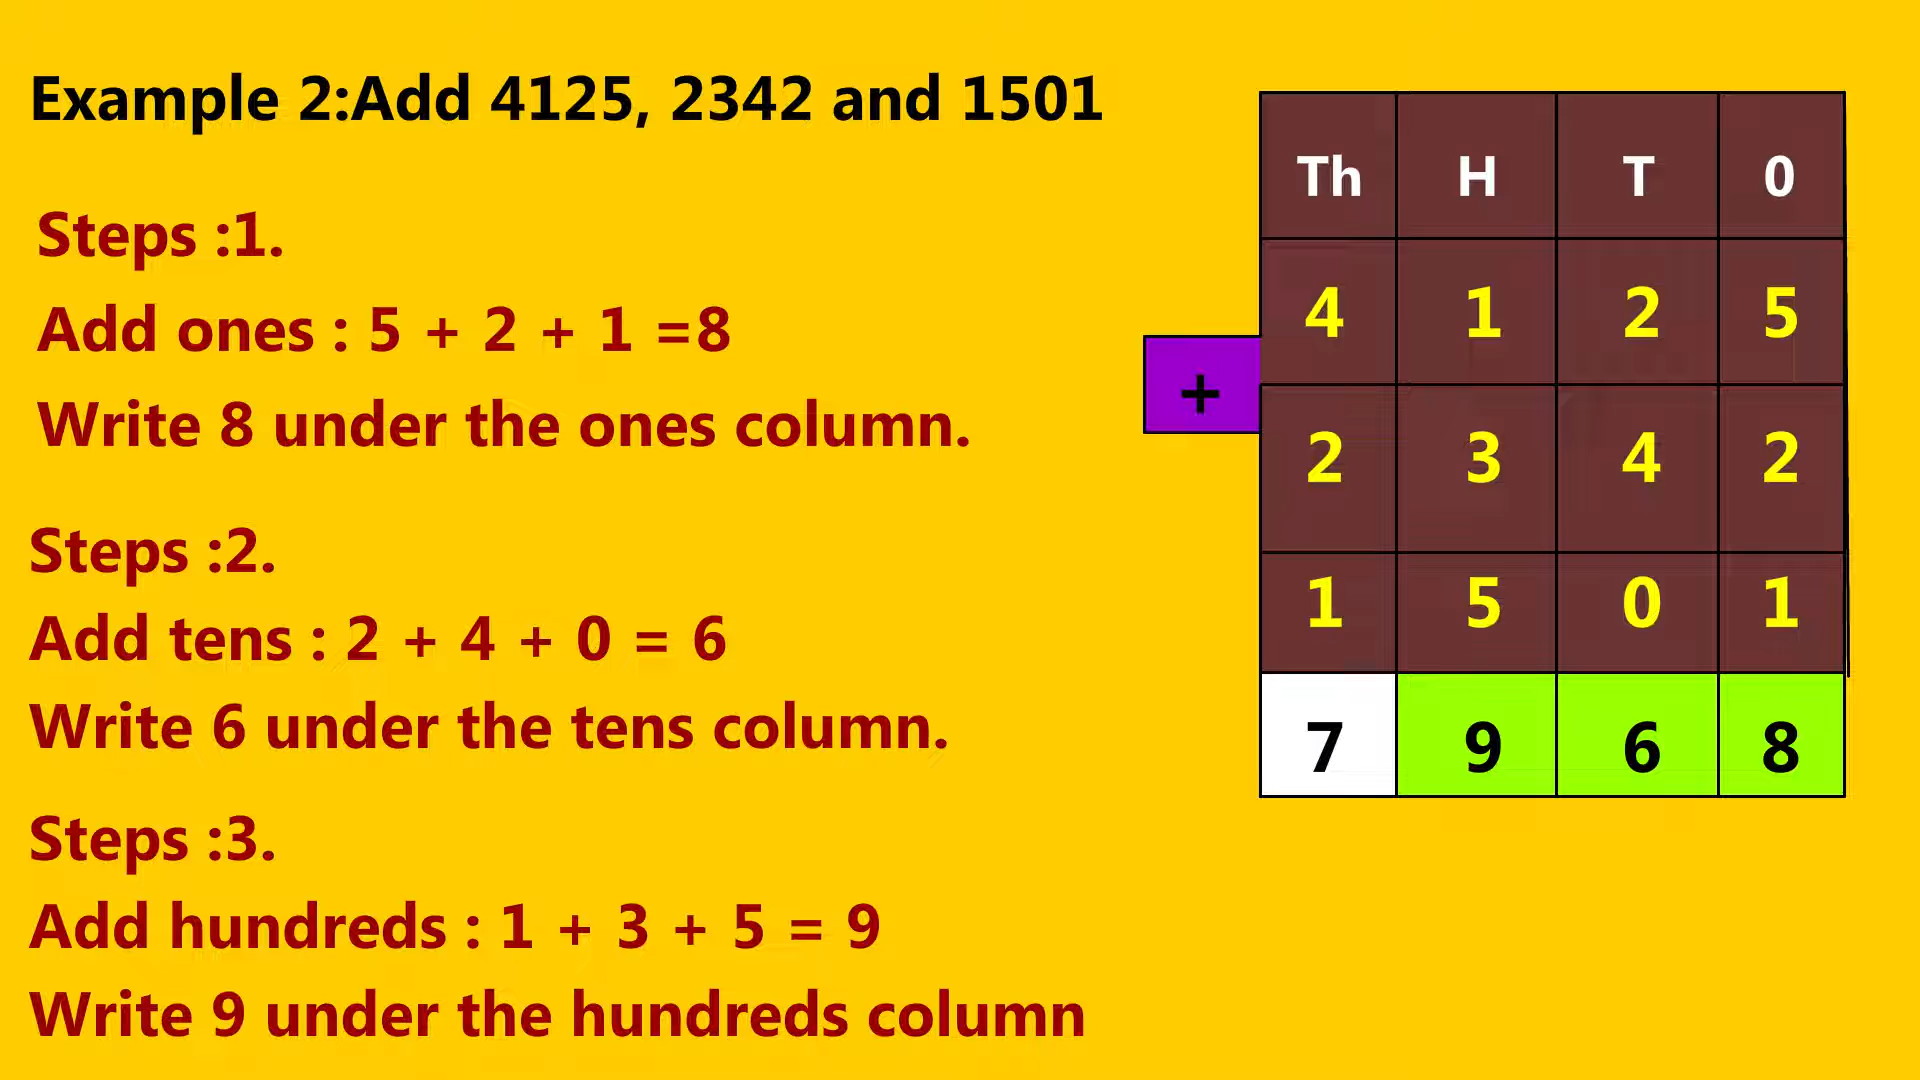 Example 2:Add 4125, 2342 and 1501
Steps :1.
Add ones : 5 + 2 + 1 =8
Write 8 under the ones column.
Steps :2.
Add tens : 2 + 4 + 0 = 6
Write 6 under the tens column.
Steps :3.
Add hundreds : 1 + 3 + 5 = 9
Write 9 under the hundreds column
Th H T 0
4 1 2 5
+
2 3 4 2
1 5 0 1
7 9 6 8